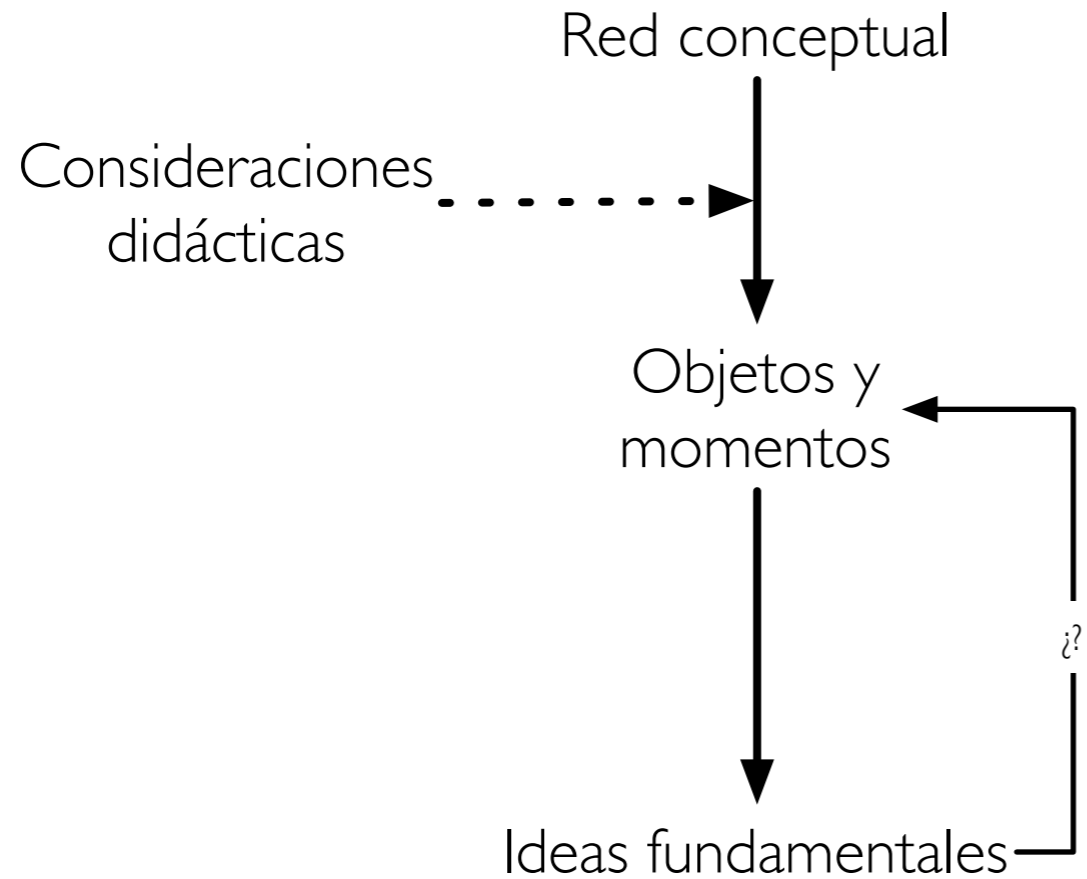 Red conceptual
Consideraciones
didácticas
Objetos y
momentos
¿?
Ideas fundamentales